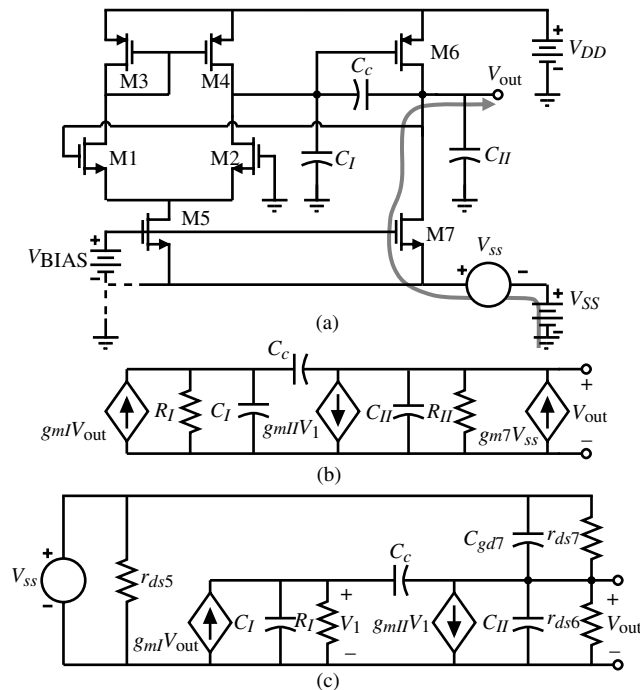 M3
M4
M6
V_DD
C_c
V_out
M1
M2
C_I
C_II
M5
M7
V_BIAS
V_ss
V_SS
+
−
(a)
C_c
g_mI V_out
R_I
C_I
g_mII V_1
C_II
R_II
g_m7 V_ss
+
V_out
−
(b)
V_ss
+
−
r_ds5
g_mI V_out
C_I
R_I
+
V_1
−
C_c
g_mII V_1
C_gd7
r_ds7
C_II
r_ds6
+
V_out
−
(c)